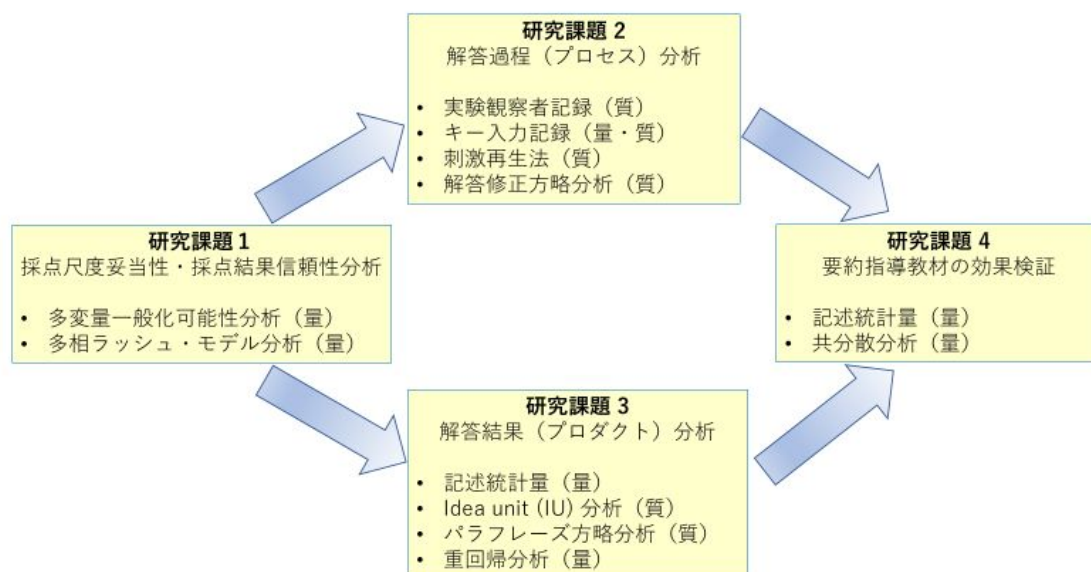 研究課題 2
解答過程（プロセス）分析
• 実験観察者記録（質）
• キー入力記録（量・質）
• 刺激再生法（質）
• 解答修正方略分析（質）
研究課題 1
採点尺度妥当性・採点結果信頼性分析
• 多変量一般化可能性分析（量）
• 多相ラッシュ・モデル分析（量）
研究課題 4
要約指導教材の効果検証
• 記述統計量（量）
• 共分散分析（量）
研究課題 3
解答結果（プロダクト）分析
• 記述統計量（量）
• Idea unit (IU) 分析（質）
• パラフレーズ方略分析（質）
• 重回帰分析（量）